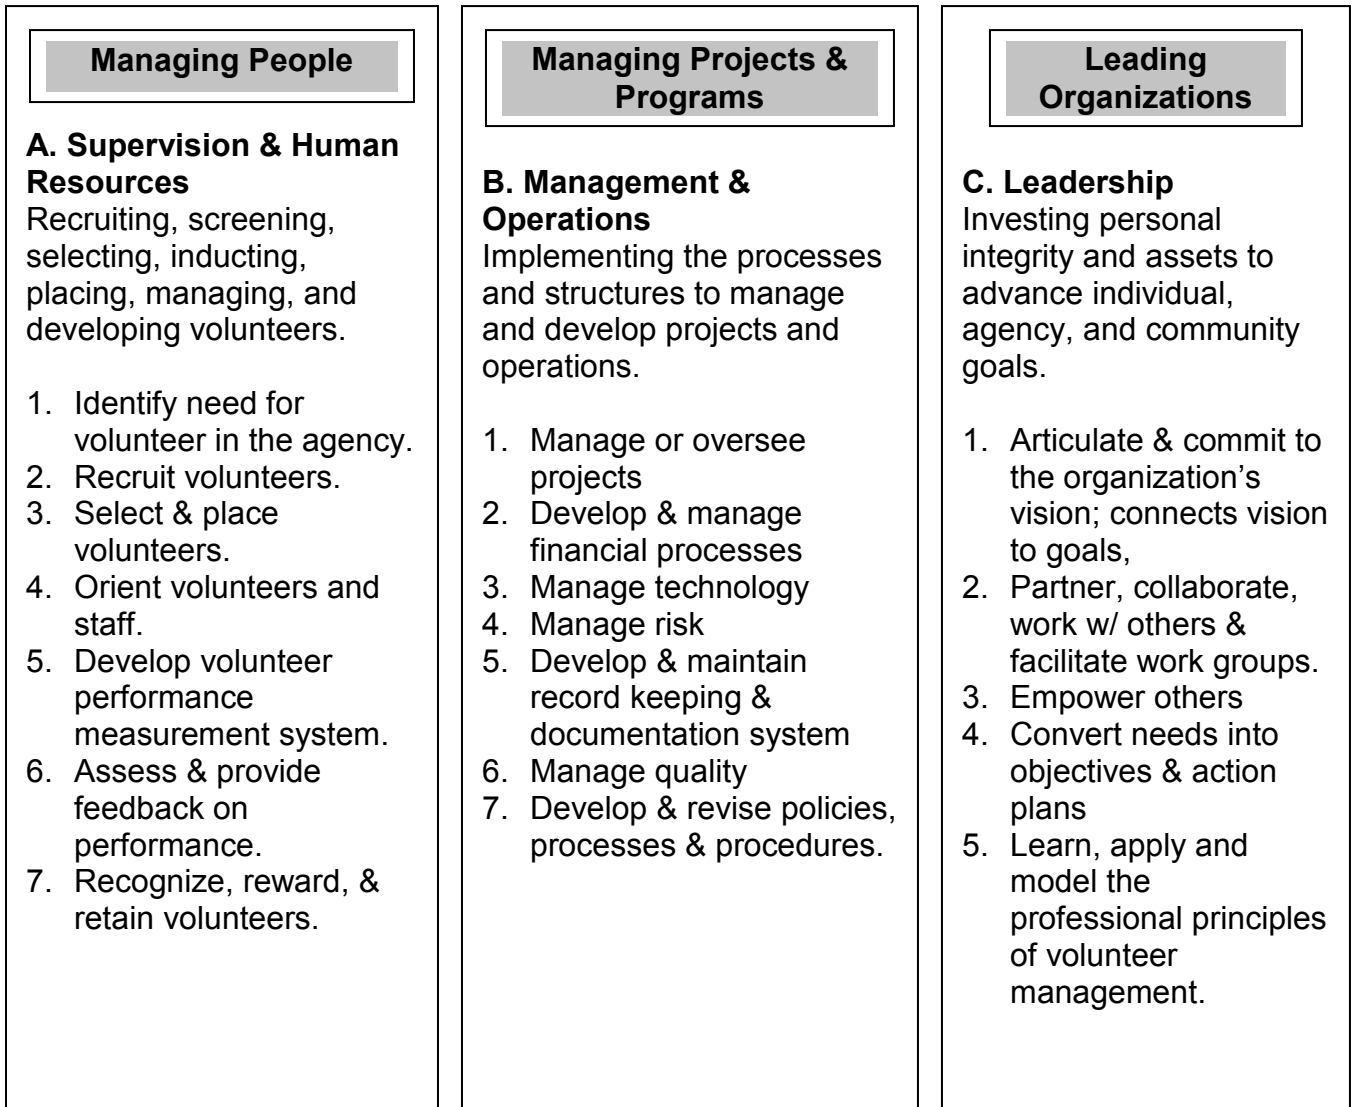 Managing People
A. Supervision & Human
Resources
Recruiting, screening,
selecting, inducting,
placing, managing, and
developing volunteers.
1. Identify need for
volunteer in the agency.
2. Recruit volunteers.
3. Select & place
volunteers.
4. Orient volunteers and
staff.
5. Develop volunteer
performance
measurement system.
6. Assess & provide
feedback on
performance.
7. Recognize, reward, &
retain volunteers.
Managing Projects &
Programs
B. Management &
Operations
Implementing the processes
and structures to manage
and develop projects and
operations.
1. Manage or oversee
projects
2. Develop & manage
financial processes
3. Manage technology
4. Manage risk
5. Develop & maintain
record keeping &
documentation system
6. Manage quality
7. Develop & revise policies,
processes & procedures.
Leading
Organizations
C. Leadership
Investing personal
integrity and assets to
advance individual,
agency, and community
goals.
1. Articulate & commit to
the organization’s
vision; connects vision
to goals,
2. Partner, collaborate,
work w/ others &
facilitate work groups.
3. Empower others
4. Convert needs into
objectives & action
plans
5. Learn, apply and
model the
professional principles
of volunteer
management.